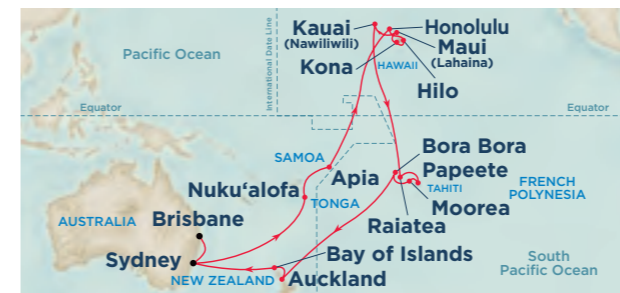 Kauai
(Nawiliwili)
Honolulu
Maui
(Lahaina)
Pacific Ocean
International Date Line
Kona
HAWAII
Hilo
Equator
Equator
Bora Bora
SAMOA
Apia
Papeete
TAHITI
FRENCH
POLYNESIA
Nuku‘alofa
TONGA
Moorea
Raiatea
AUSTRALIA
Brisbane
Sydney
Bay of Islands
South
Pacific Ocean
NEW ZEALAND
Auckland